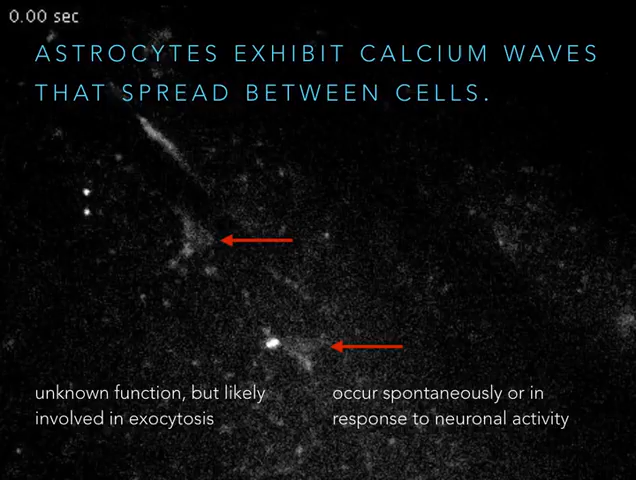 0.00 sec
ASTROCYTES EXHIBIT CALCIUM WAVES
THAT SPREAD BETWEEN CELLS.
unknown function, but likely
involved in exocytosis
occur spontaneously or in
response to neuronal activity